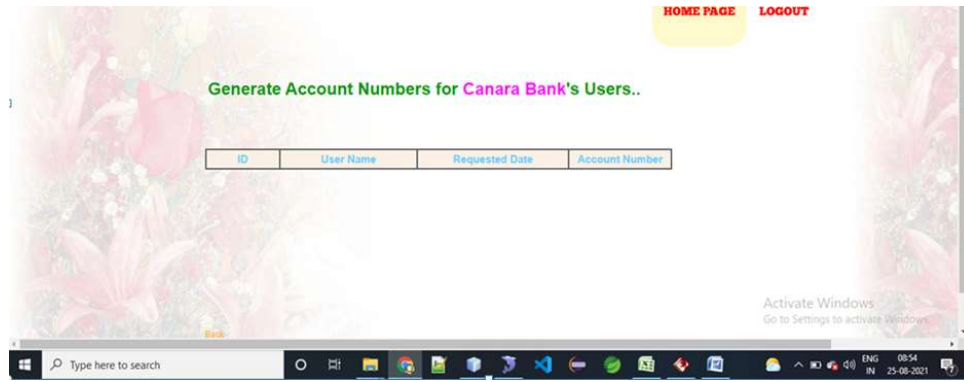 HOME PAGE LOGOUT
Generate Account Numbers for Canara Bank's Users..
ID User Name Requested Date Account Number
Activate Windows
Go to Settings to activate Windows.
Back
Type here to search
ENG 08:54
IN 25-08-2021